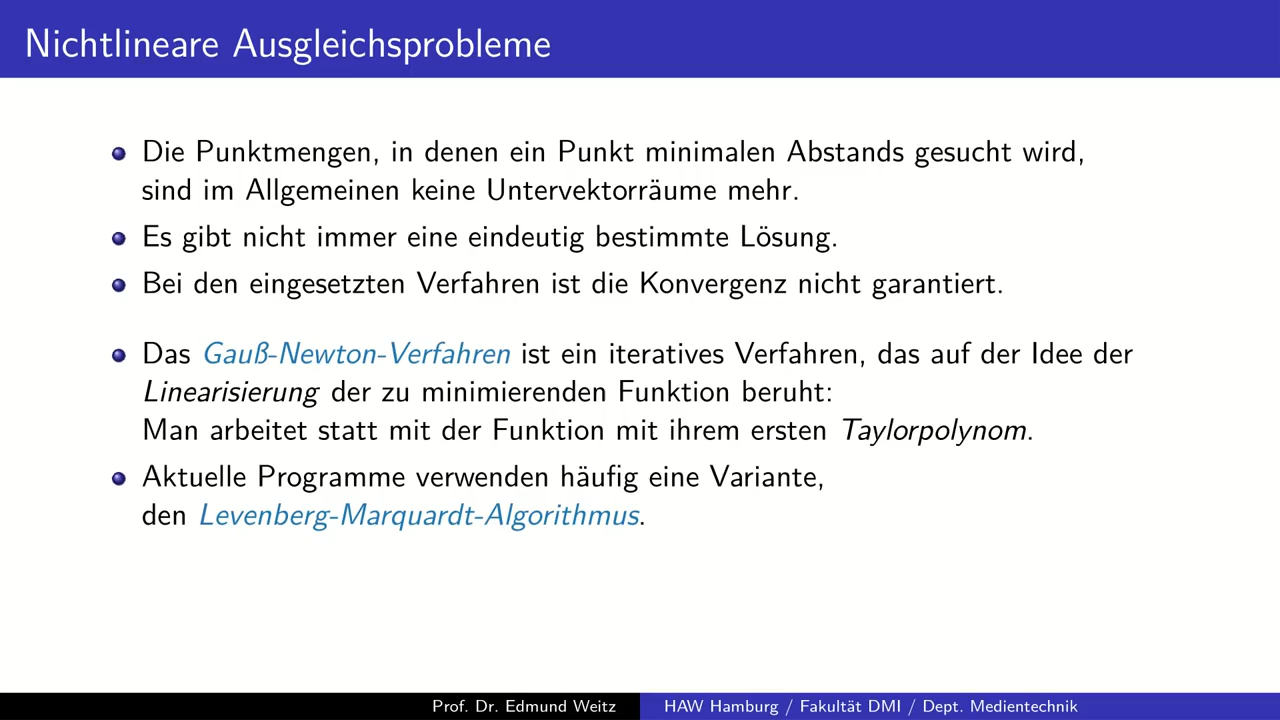 Nichtlineare Ausgleichsprobleme
Die Punktmengen, in denen ein Punkt minimalen Abstands gesucht wird,
sind im Allgemeinen keine Untervektorräume mehr.
Es gibt nicht immer eine eindeutig bestimmte Lösung.
Bei den eingesetzten Verfahren ist die Konvergenz nicht garantiert.
Das Gauß-Newton-Verfahren ist ein iteratives Verfahren, das auf der Idee der
Linearisierung der zu minimierenden Funktion beruht:
Man arbeitet statt mit der Funktion mit ihrem ersten Taylorpolynom.
Aktuelle Programme verwenden häufig eine Variante,
den Levenberg-Marquardt-Algorithmus.
Prof. Dr. Edmund Weitz HAW Hamburg / Fakultät DMI / Dept. Medientechnik